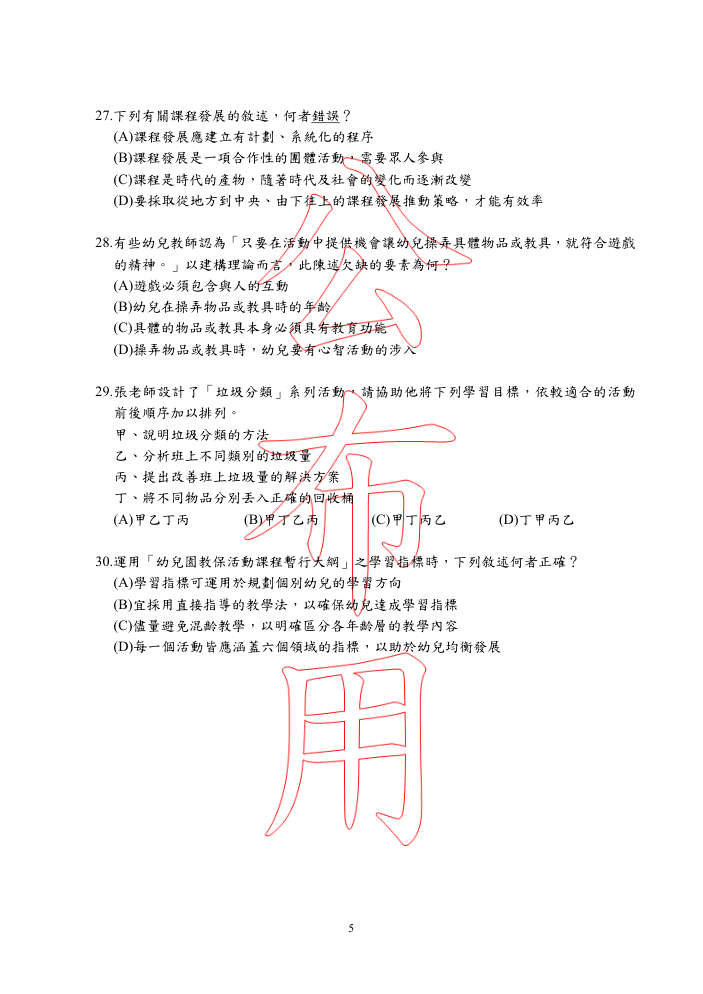 27.下列有關課程發展的敘述，何者錯誤？
(A)課程發展應建立有計劃、系統化的程序
(B)課程發展是一項合作性的團體活動，需要眾人參與
(C)課程是時代的產物，隨著時代及社會的變化而逐漸改變
(D)要採取從地方到中央、由下往上的課程發展推動策略，才能有效率
28.有些幼兒教師認為「只要在活動中提供機會讓幼兒操弄具體物品或教具，就符合遊戲
的精神。」以建構理論而言，此陳述欠缺的要素為何？
(A)遊戲必須包含與人的互動
(B)幼兒在操弄物品或教具時的年齡
(C)具體的物品或教具本身必須具有教育功能
(D)操弄物品或教具時，幼兒要有心智活動的涉入
29.張老師設計了「垃圾分類」系列活動，請協助他將下列學習目標，依較適合的活動
前後順序加以排列。
甲、說明垃圾分類的方法
乙、分析班上不同類別的垃圾量
丙、提出改善班上垃圾量的解決方案
丁、將不同物品分別丟入正確的回收桶
(A)甲乙丁丙 (B)甲丁乙丙 (C)甲丁丙乙 (D)丁甲丙乙
30.運用「幼兒園教保活動課程暫行大綱」之學習指標時，下列敘述何者正確？
(A)學習指標可運用於規劃個別幼兒的學習方向
(B)宜採用直接指導的教學法，以確保幼兒達成學習指標
(C)儘量避免混齡教學，以明確區分各年齡層的教學內容
(D)每一個活動皆應涵蓋六個領域的指標，以助於幼兒均衡發展
公布用
5